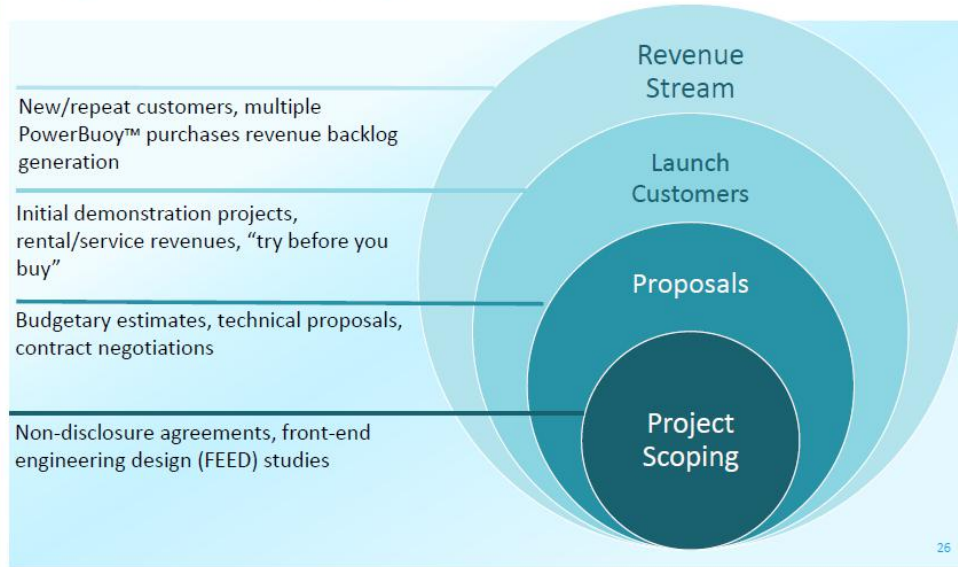 Revenue
Stream
New/repeat customers, multiple
PowerBuoy™ purchases revenue backlog
generation
Launch
Customers
Initial demonstration projects,
rental/service revenues, “try before you
buy”
Proposals
Budgetary estimates, technical proposals,
contract negotiations
Project
Scoping
Non-disclosure agreements, front-end
engineering design (FEED) studies
26